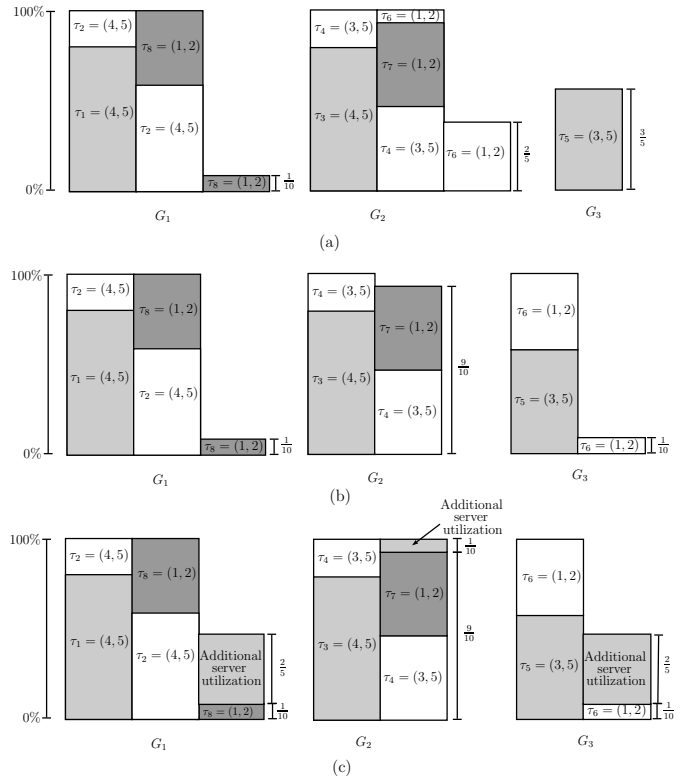 100%
τ₂ = (4, 5)
τ₈ = (1, 2)
τ₁ = (4, 5)
τ₂ = (4, 5)
τ₈ = (1, 2)
1/10
0%
G₁
τ₄ = (3, 5)
τ₆ = (1, 2)
τ₇ = (1, 2)
τ₃ = (4, 5)
τ₄ = (3, 5)
τ₆ = (1, 2)
2/5
G₂
τ₅ = (3, 5)
3/5
G₃
(a)
100%
τ₂ = (4, 5)
τ₈ = (1, 2)
τ₁ = (4, 5)
τ₂ = (4, 5)
τ₈ = (1, 2)
1/10
0%
G₁
τ₄ = (3, 5)
τ₇ = (1, 2)
τ₃ = (4, 5)
τ₄ = (3, 5)
9/10
G₂
τ₆ = (1, 2)
τ₅ = (3, 5)
τ₆ = (1, 2)
1/10
G₃
(b)
100%
τ₂ = (4, 5)
τ₈ = (1, 2)
τ₁ = (4, 5)
τ₂ = (4, 5)
Additional
server
utilization
τ₈ = (1, 2)
2/5
1/10
0%
G₁
Additional
server
utilization
τ₄ = (3, 5)
τ₇ = (1, 2)
τ₃ = (4, 5)
τ₄ = (3, 5)
1/10
9/10
G₂
τ₆ = (1, 2)
τ₅ = (3, 5)
Additional
server
utilization
τ₆ = (1, 2)
2/5
1/10
G₃
(c)